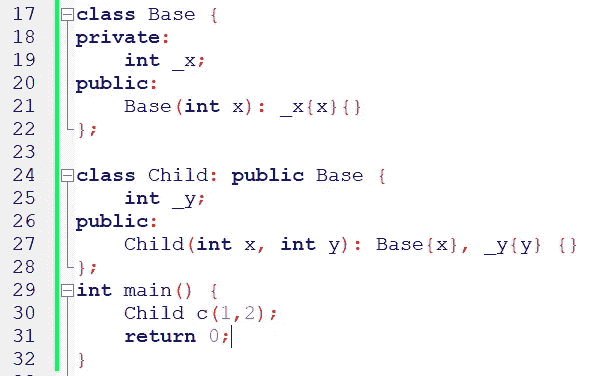 17 class Base {
18 private:
19     int _x;
20 public:
21     Base(int x): _x{x}{}
22 };
23
24 class Child: public Base {
25     int _y;
26 public:
27     Child(int x, int y): Base{x}, _y{y} {}
28 };
29 int main() {
30     Child c(1,2);
31     return 0;
32 }